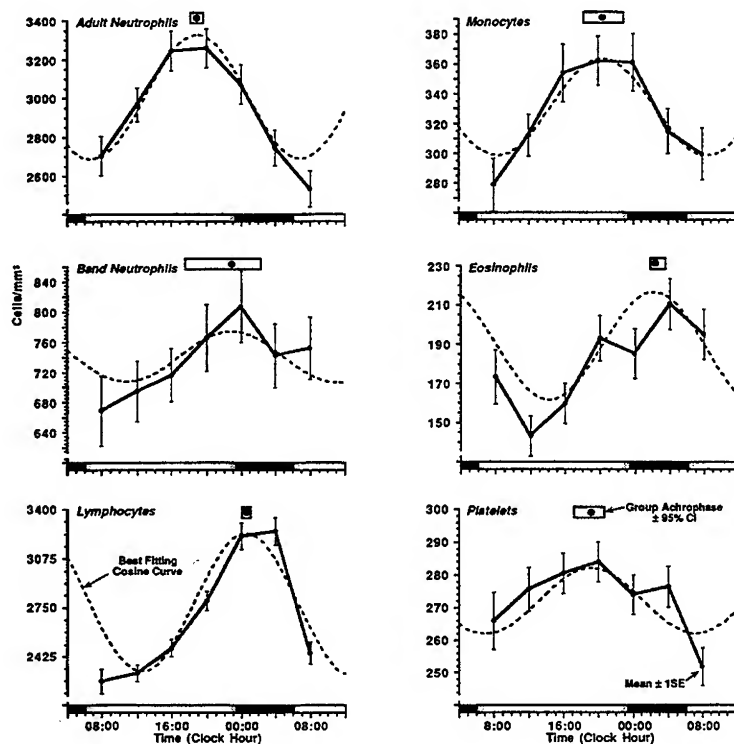 Adult Neutrophils
3400
3200
3000
2800
2600
Monocytes
360
340
320
300
280
Cells/mm³
Band Neutrophils
840
800
760
720
680
640
Eosinophils
230
210
190
170
150
Lymphocytes
3400
3075
2750
2425
Best Fitting
Cosine Curve
08:00 16:00 00:00 08:00
Time (Clock Hour)
Platelets
300
290
280
270
260
250
Group Achrophase
± 95% CI
Mean ± 1SE
8:00 16:00 00:00 08:00
Time (Clock Hour)